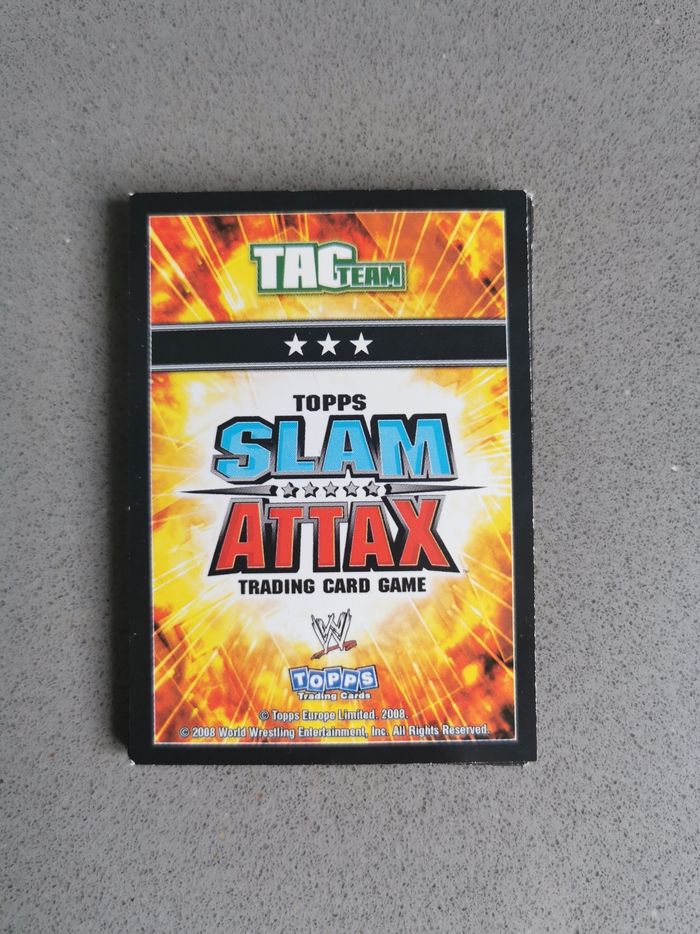 TAG TEAM
TOPPS
SLAM
ATTAX
TRADING CARD GAME
W
TOPPS
Trading Cards
© Topps Europe Limited. 2008.
© 2008 World Wrestling Entertainment, Inc. All Rights Reserved.